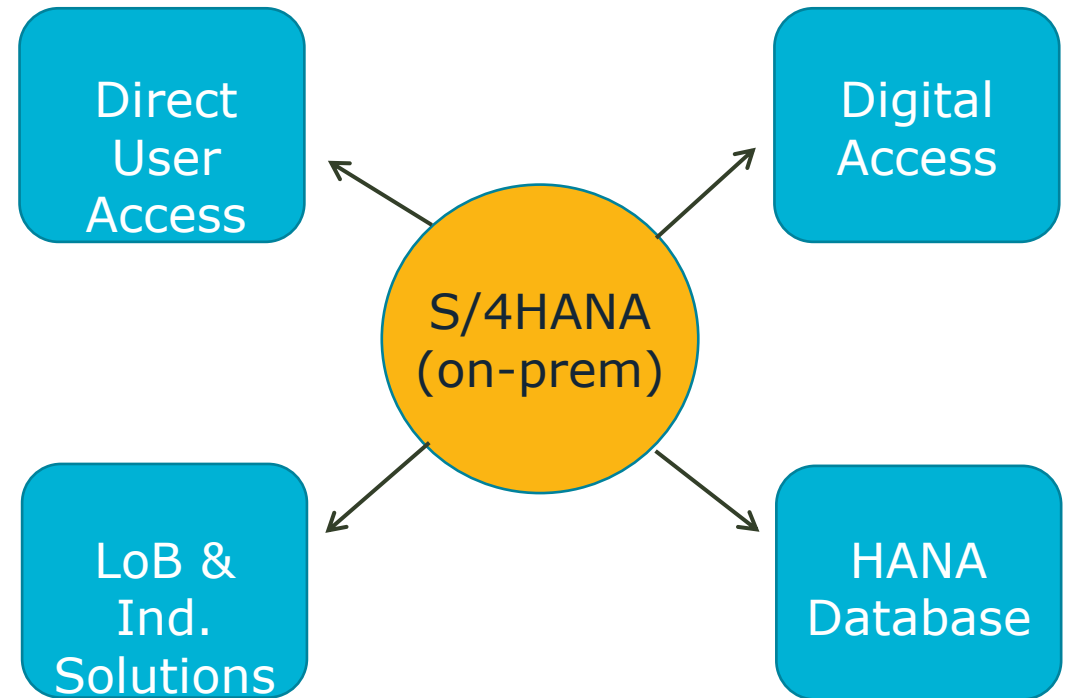 Direct
User
Access
Digital
Access
S/4HANA
(on-prem)
LoB &
Ind.
Solutions
HANA
Database